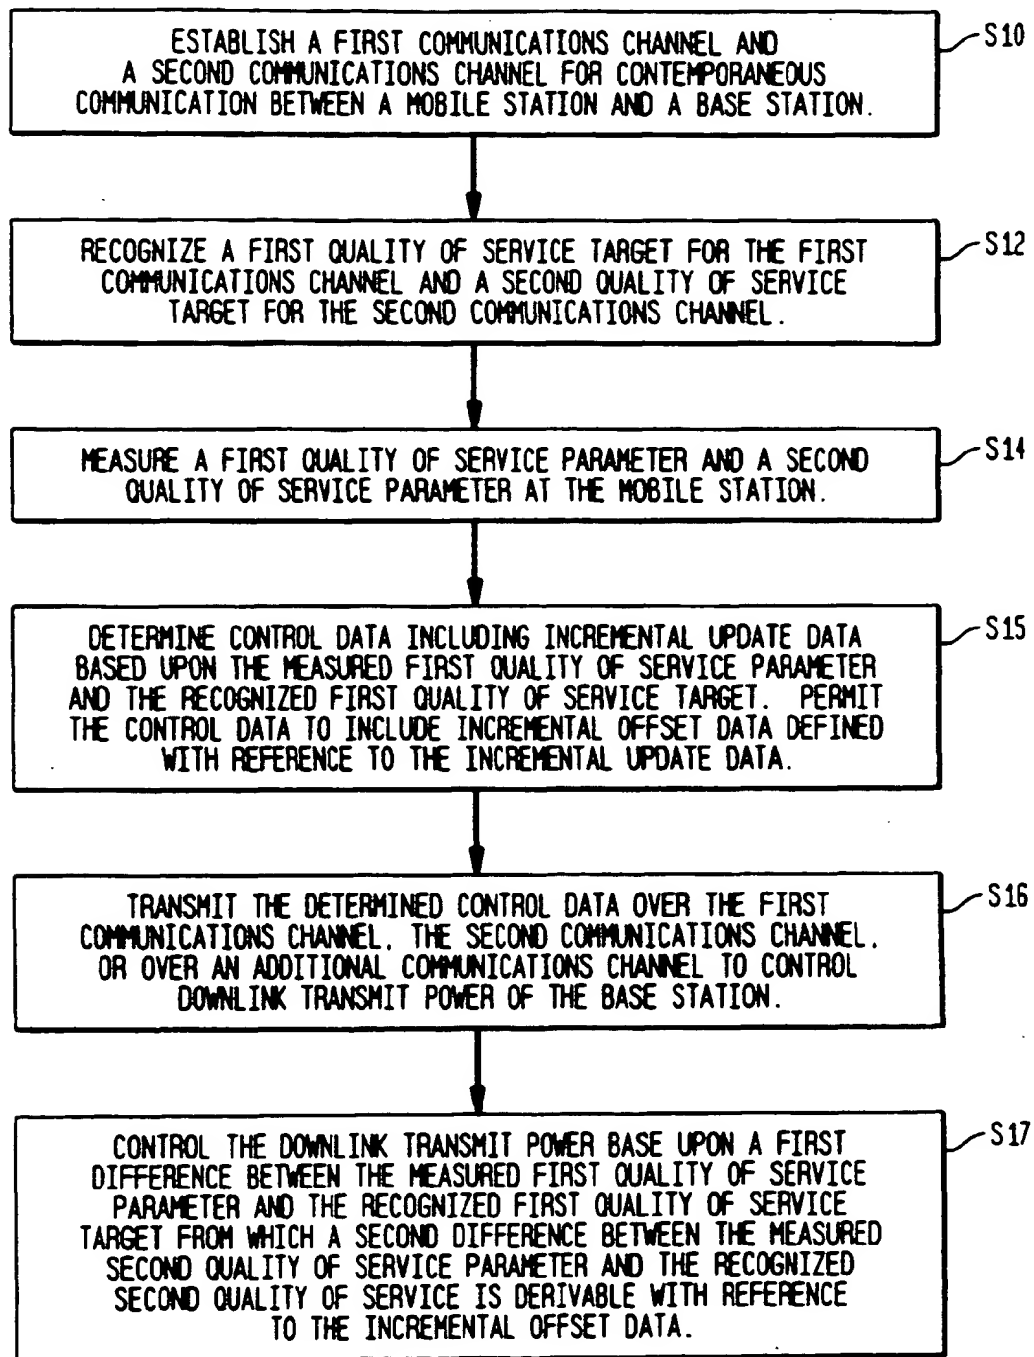 ESTABLISH A FIRST COMMUNICATIONS CHANNEL AND
A SECOND COMMUNICATIONS CHANNEL FOR CONTEMPORANEOUS
COMMUNICATION BETWEEN A MOBILE STATION AND A BASE STATION.
S10
RECOGNIZE A FIRST QUALITY OF SERVICE TARGET FOR THE FIRST
COMMUNICATIONS CHANNEL AND A SECOND QUALITY OF SERVICE
TARGET FOR THE SECOND COMMUNICATIONS CHANNEL.
S12
MEASURE A FIRST QUALITY OF SERVICE PARAMETER AND A SECOND
QUALITY OF SERVICE PARAMETER AT THE MOBILE STATION.
S14
DETERMINE CONTROL DATA INCLUDING INCREMENTAL UPDATE DATA
BASED UPON THE MEASURED FIRST QUALITY OF SERVICE PARAMETER
AND THE RECOGNIZED FIRST QUALITY OF SERVICE TARGET. PERMIT
THE CONTROL DATA TO INCLUDE INCREMENTAL OFFSET DATA DEFINED
WITH REFERENCE TO THE INCREMENTAL UPDATE DATA.
S15
TRANSMIT THE DETERMINED CONTROL DATA OVER THE FIRST
COMMUNICATIONS CHANNEL, THE SECOND COMMUNICATIONS CHANNEL,
OR OVER AN ADDITIONAL COMMUNICATIONS CHANNEL TO CONTROL
DOWNLINK TRANSMIT POWER OF THE BASE STATION.
S16
CONTROL THE DOWNLINK TRANSMIT POWER BASE UPON A FIRST
DIFFERENCE BETWEEN THE MEASURED FIRST QUALITY OF SERVICE
PARAMETER AND THE RECOGNIZED FIRST QUALITY OF SERVICE
TARGET FROM WHICH A SECOND DIFFERENCE BETWEEN THE MEASURED
SECOND QUALITY OF SERVICE PARAMETER AND THE RECOGNIZED
SECOND QUALITY OF SERVICE IS DERIVABLE WITH REFERENCE
TO THE INCREMENTAL OFFSET DATA.
S17